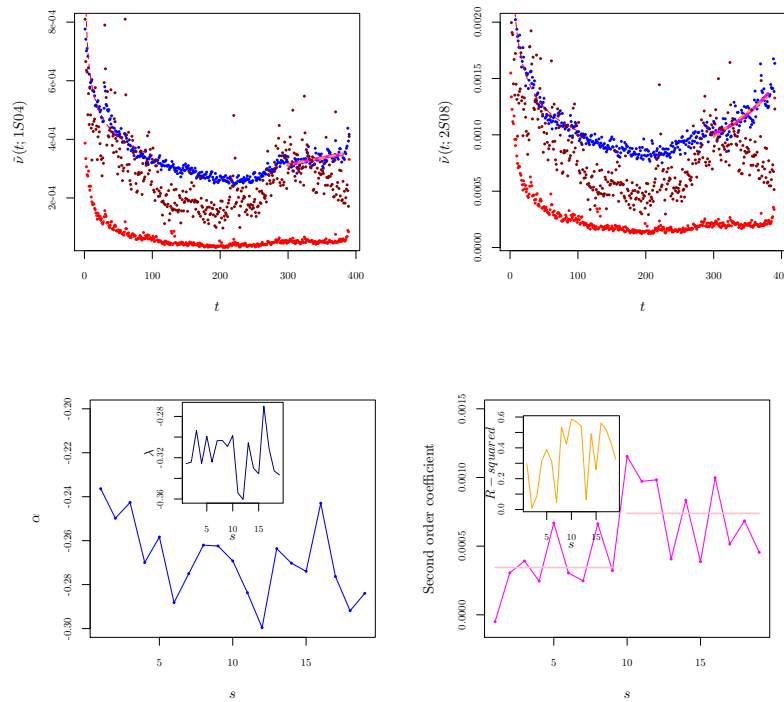 8e-04
6e-04
4e-04
2e-04
ν̃(t; 1S04)
0 100 200 300 400
t
0.0020
0.0015
0.0010
0.0005
0.0000
ν̃(t; 2S08)
0 100 200 300 400
t
-0.20
-0.22
-0.24
-0.26
-0.28
-0.30
α
5 10 15
s
-0.28
-0.32
-0.36
λ
5 10 15
s
0.0015
0.0010
0.0005
0.0000
Second order coefficient
5 10 15
s
0.6
0.4
0.2
0.0
R − squared
5 10 15
s